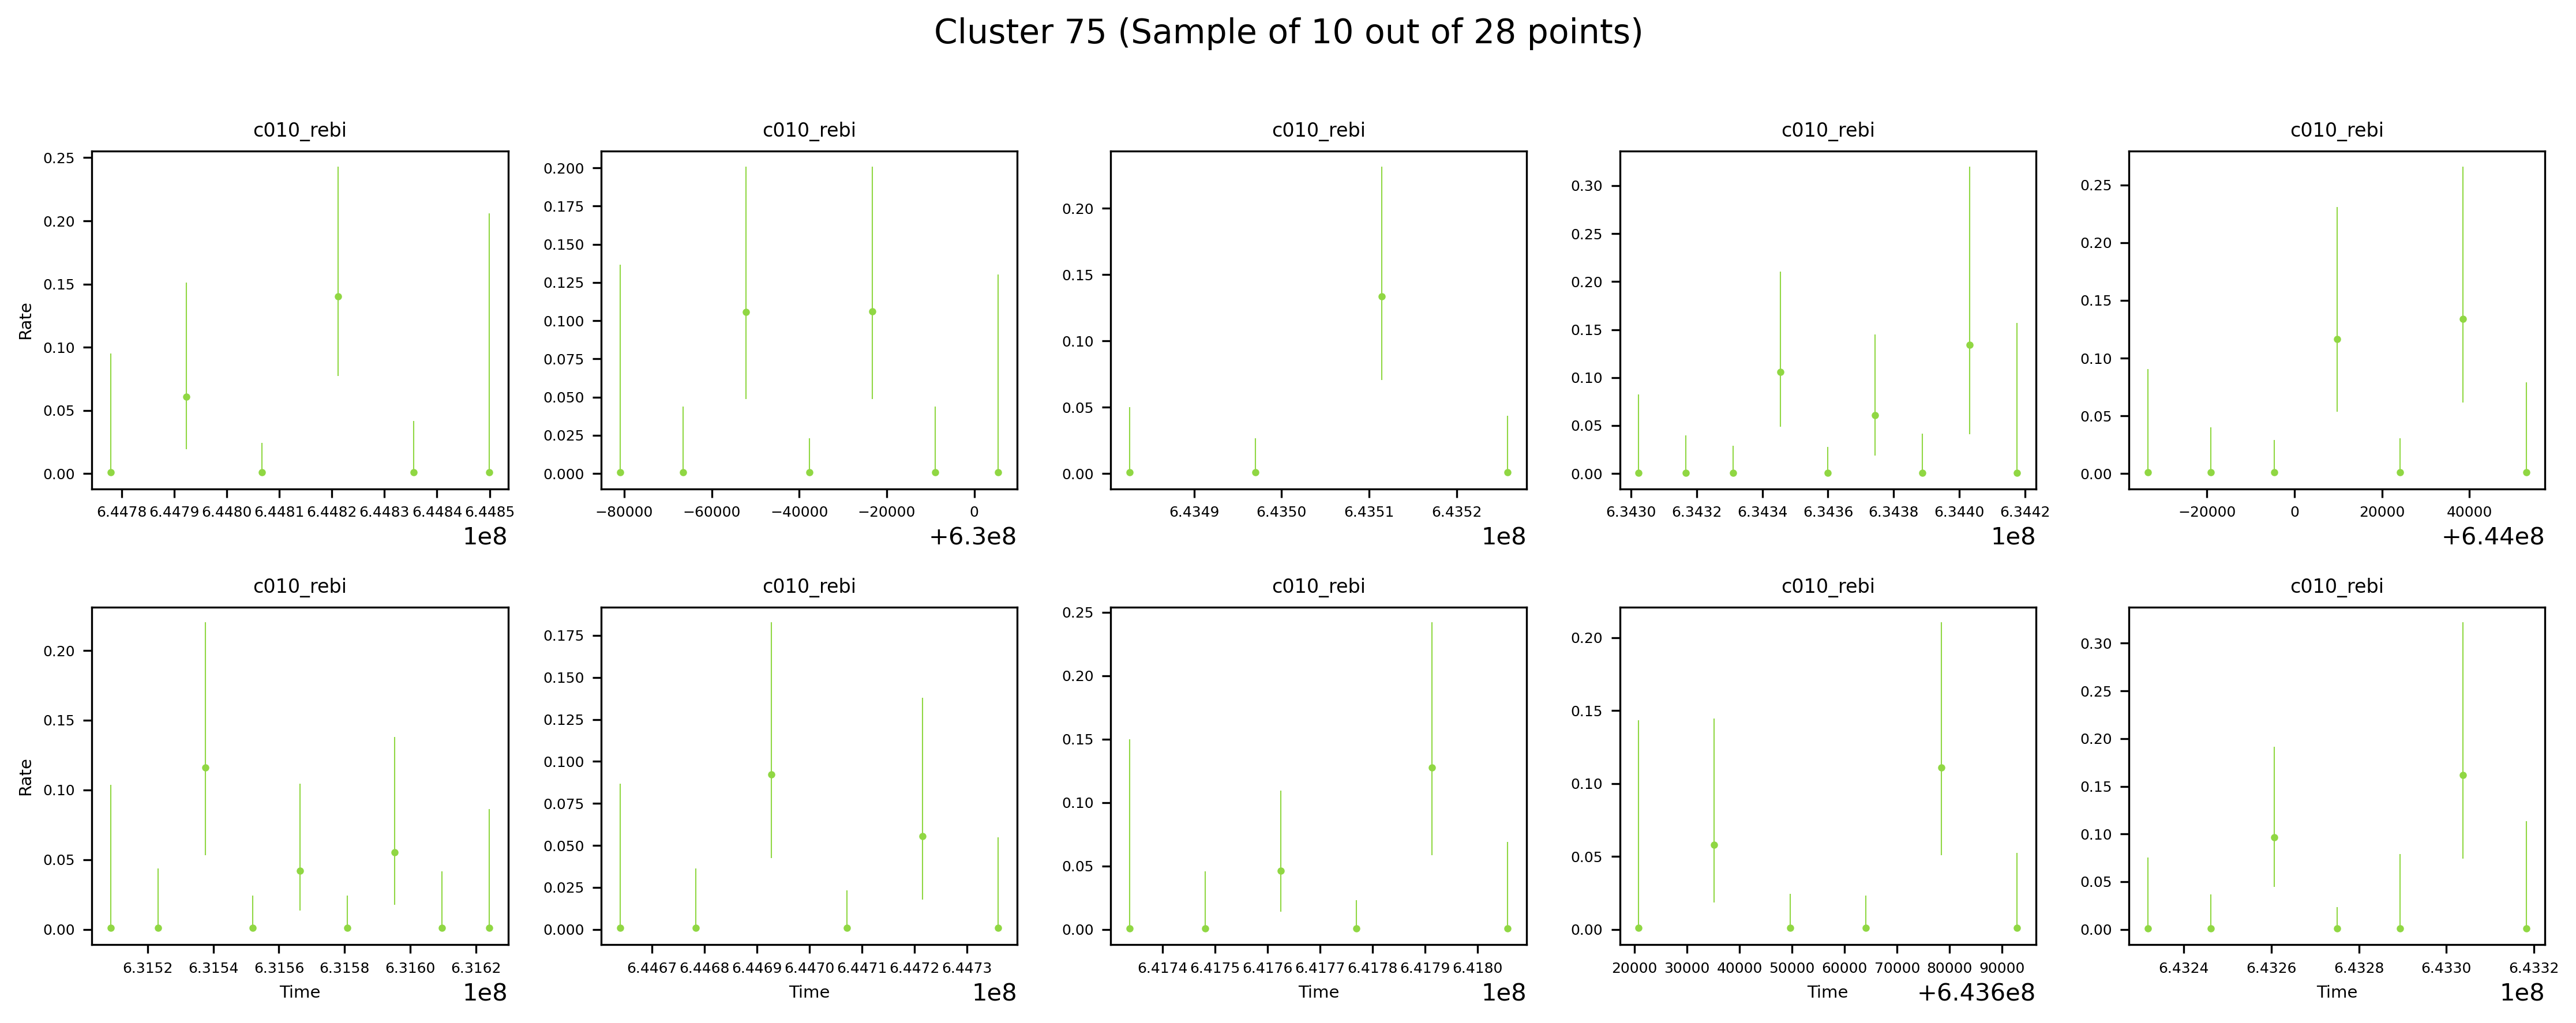 Cluster 75 (Sample of 10 out of 28 points)
c010_rebi c010_rebi c010_rebi c010_rebi c010_rebi
Rate
0.25
0.20
0.15
0.10
0.05
0.00
6.4478 6.4479 6.4480 6.4481 6.4482 6.4483 6.4484 6.4485
1e8
0.200
0.175
0.150
0.125
0.100
0.075
0.050
0.025
0.000
−80000 −60000 −40000 −20000 0
+6.3e8
0.20
0.15
0.10
0.05
0.00
6.4349 6.4350 6.4351 6.4352
1e8
0.30
0.25
0.20
0.15
0.10
0.05
0.00
6.3430 6.3432 6.3434 6.3436 6.3438 6.3440 6.3442
1e8
0.25
0.20
0.15
0.10
0.05
0.00
−20000 0 20000 40000
+6.44e8
c010_rebi c010_rebi c010_rebi c010_rebi c010_rebi
Rate
0.20
0.15
0.10
0.05
0.00
6.3152 6.3154 6.3156 6.3158 6.3160 6.3162
Time
1e8
0.175
0.150
0.125
0.100
0.075
0.050
0.025
0.000
6.4467 6.4468 6.4469 6.4470 6.4471 6.4472 6.4473
Time
1e8
0.25
0.20
0.15
0.10
0.05
0.00
6.4174 6.4175 6.4176 6.4177 6.4178 6.4179 6.4180
Time
1e8
0.20
0.15
0.10
0.05
0.00
20000 30000 40000 50000 60000 70000 80000 90000
Time
+6.436e8
0.30
0.25
0.20
0.15
0.10
0.05
0.00
6.4324 6.4326 6.4328 6.4330 6.4332
Time
1e8